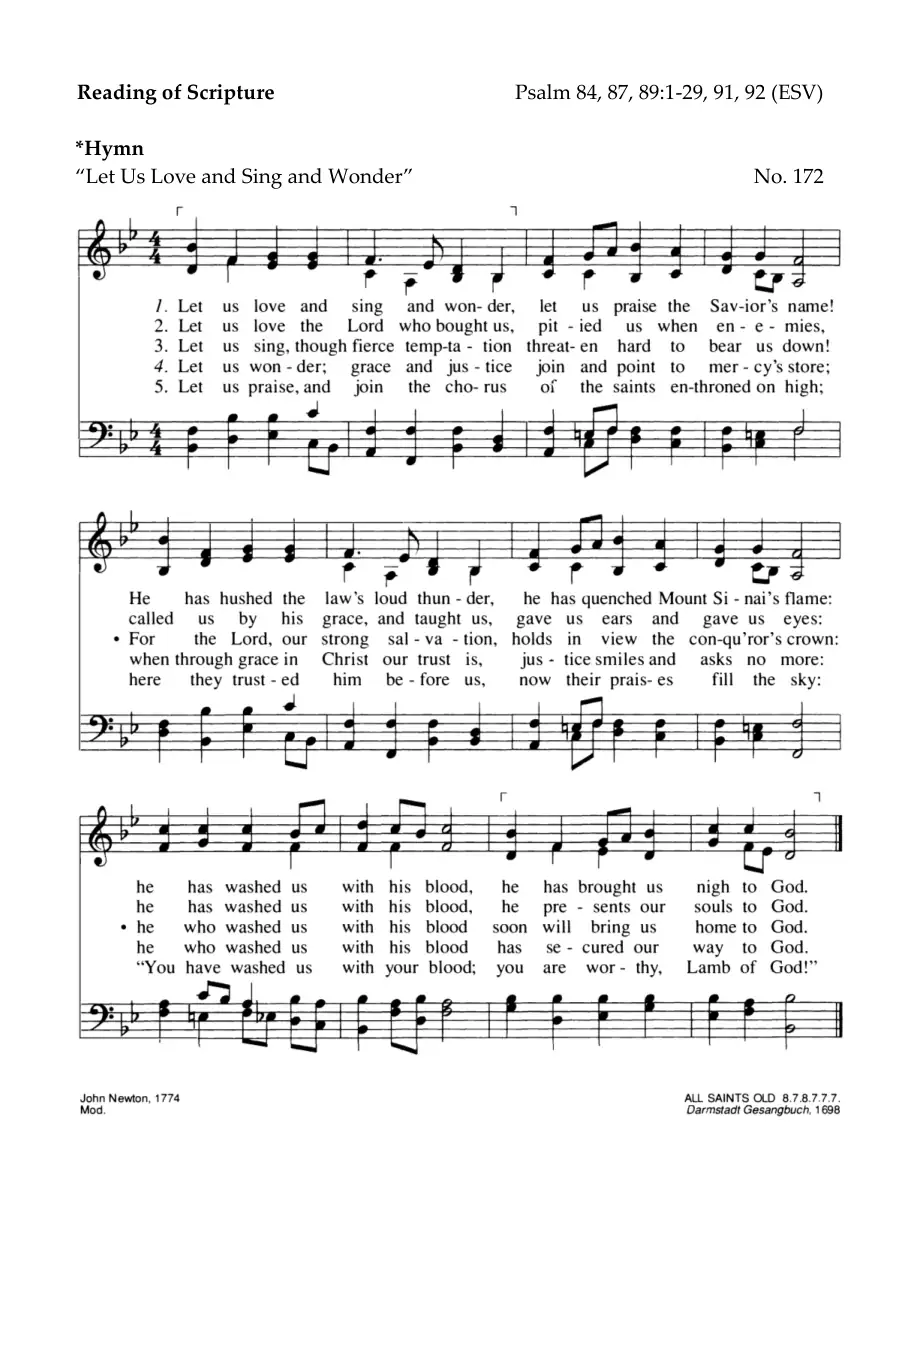 Reading of Scripture Psalm 84, 87, 89:1-29, 91, 92 (ESV)
*Hymn
“Let Us Love and Sing and Wonder” No. 172
1. Let us love and sing and won- der, let us praise the Sav-ior's name!
2. Let us love the Lord who bought us, pit - ied us when en - e - mies,
3. Let us sing, though fierce temp-ta - tion threat- en hard to bear us down!
4. Let us won - der; grace and jus - tice join and point to mer - cy's store;
5. Let us praise, and join the cho- rus of the saints en-throned on high;
He has hushed the law's loud thun - der, he has quenched Mount Si - nai's flame:
called us by his grace, and taught us, gave us ears and gave us eyes:
• For the Lord, our strong sal - va - tion, holds in view the con-qu'ror's crown:
when through grace in Christ our trust is, jus - tice smiles and asks no more:
here they trust - ed him be - fore us, now their prais- es fill the sky:
he has washed us with his blood, he has brought us nigh to God.
he has washed us with his blood, he pre - sents our souls to God.
• he who washed us with his blood soon will bring us home to God.
he who washed us with his blood has se - cured our way to God.
“You have washed us with your blood; you are wor - thy, Lamb of God!”
John Newton, 1774 ALL SAINTS OLD 8.7.8.7.7.7.
Mod. Darmstadt Gesangbuch, 1698